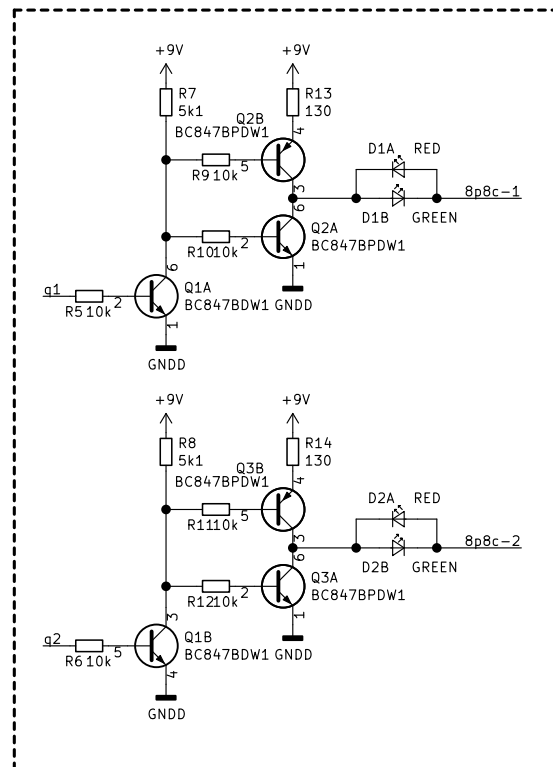 +9V
+9V
R7
5k1
R13
130
Q2B
BC847BPDW1
4
R9 10k
5
3
D1A
RED
8p8c-1
6
D1B
GREEN
Q2A
BC847BPDW1
R10 10k
2
1
6
q1
R5 10k
2
Q1A
BC847BDW1
GNDD
1
GNDD
+9V
+9V
R8
5k1
R14
130
Q3B
BC847BPDW1
4
R11 10k
5
3
D2A
RED
8p8c-2
6
D2B
GREEN
Q3A
BC847BPDW1
R12 10k
2
1
3
q2
R6 10k
5
Q1B
BC847BDW1
GNDD
4
GNDD